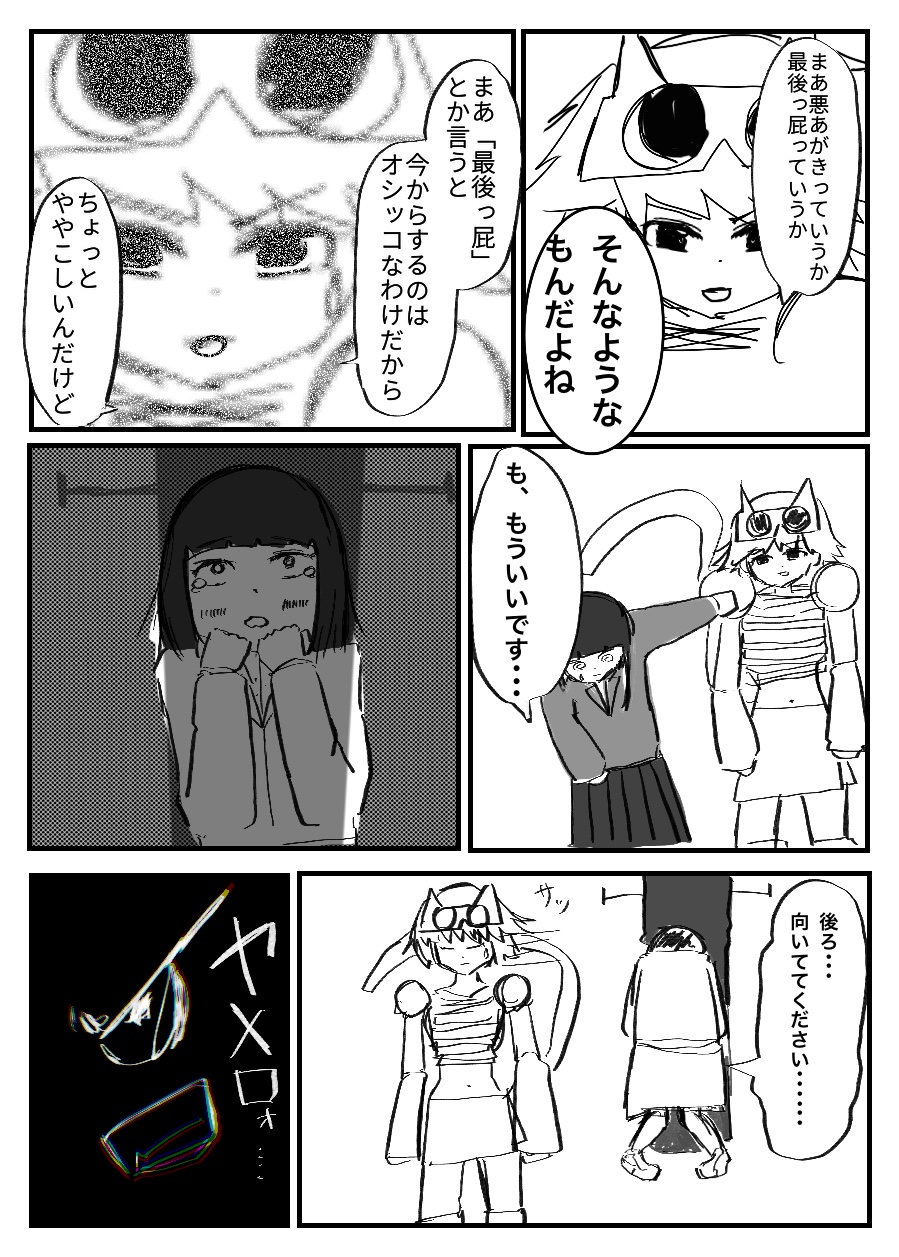 まあ悪あがきっていうか
最後っ屁っていうか
そんなような
もんだよね
まあ「最後っ屁」
とか言うと
今からするのは
オシッコなわけだから
ちょっと
ややこしいんだけど
も、もういいです・・・
後ろ・・・
向いててください・・・・・・
サッ
ヤメロォ・・・・